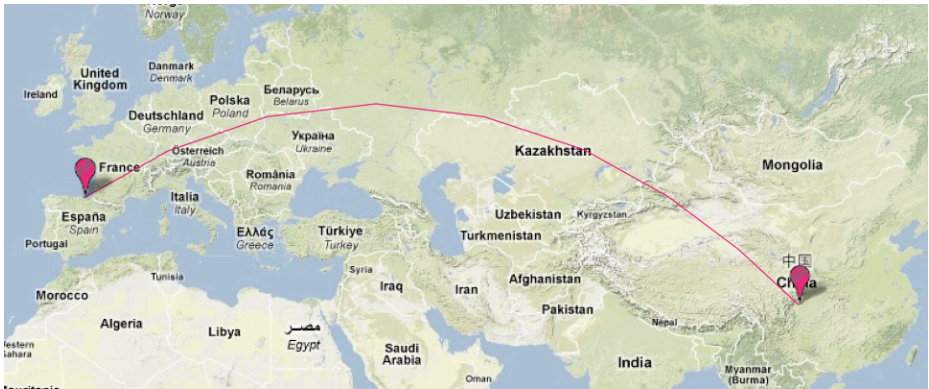 Norway
Norway
United
Kingdom
Ireland
Danmark
Denmark
Deutschland
Germany
Polska
Poland
Беларусь
Belarus
Україна
Ukraine
France
Österreich
Austria
Kazakhstan
Mongolia
România
Romania
Italia
Italy
España
Spain
Portugal
Ελλάς
Greece
Türkiye
Turkey
Uzbekistan
Kyrgyzstan
Turkmenistan
中国
China
Tunisia
Syria
Iraq
Iran
Afghanistan
Pakistan
Nepal
Morocco
Algeria
Libya
مصر
Egypt
Saudi
Arabia
Oman
India
Myanmar
(Burma)
Western
Sahara
Mauritania